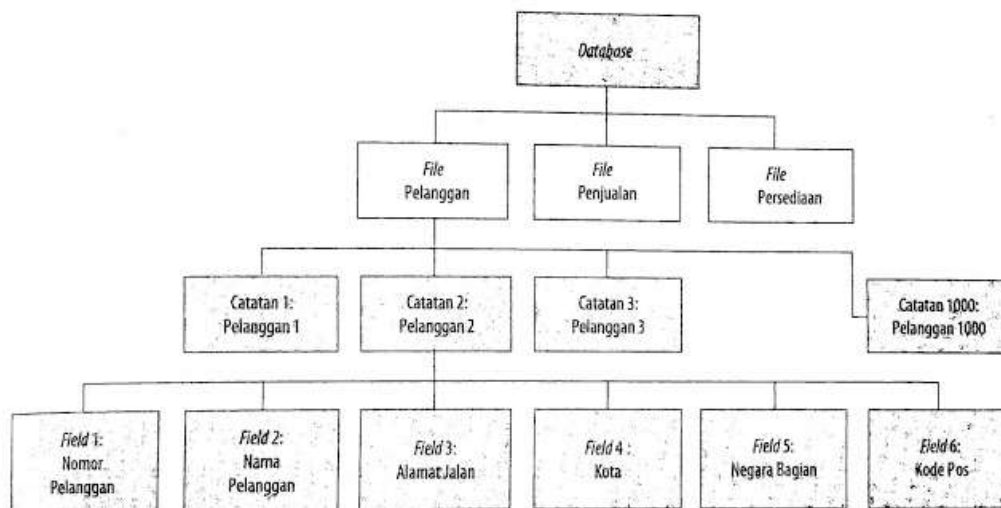 Database
File
Pelanggan
File
Penjualan
File
Persediaan
Catatan 1:
Pelanggan 1
Catatan 2:
Pelanggan 2
Catatan 3:
Pelanggan 3
Catatan 1000:
Pelanggan 1000
Field 1:
Nomor
Pelanggan
Field 2:
Nama
Pelanggan
Field 3:
Alamat Jalan
Field 4 :
Kota
Field 5:
Negara Bagian
Field 6:
Kode Pos